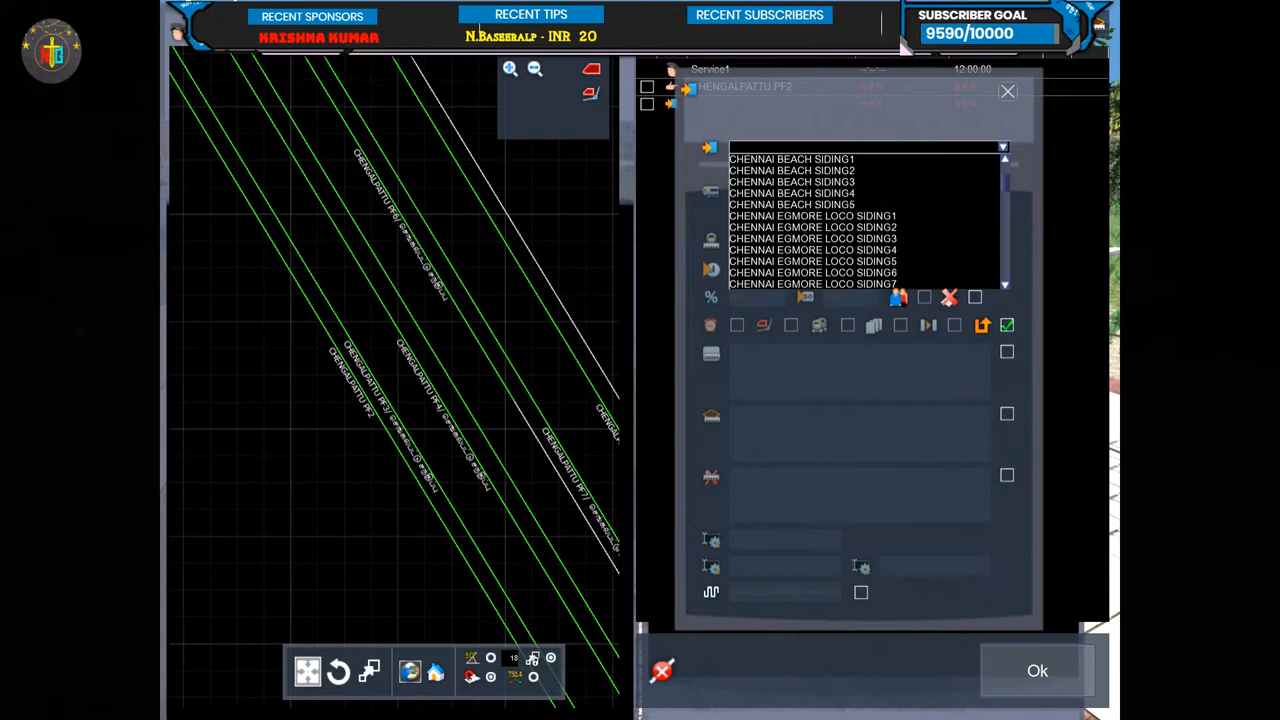 RECENT SPONSORS
KRISHNA KUMAR
RECENT TIPS
N.Baseeralp - INR 20
RECENT SUBSCRIBERS
SUBSCRIBER GOAL
9590/10000
Service1
--:--:--
12:00:00
HENGALPATTU PF2
CHENNAI BEACH SIDING1
CHENNAI BEACH SIDING2
CHENNAI BEACH SIDING3
CHENNAI BEACH SIDING4
CHENNAI BEACH SIDING5
CHENNAI EGMORE LOCO SIDING1
CHENNAI EGMORE LOCO SIDING2
CHENNAI EGMORE LOCO SIDING3
CHENNAI EGMORE LOCO SIDING4
CHENNAI EGMORE LOCO SIDING5
CHENNAI EGMORE LOCO SIDING6
CHENNAI EGMORE LOCO SIDING7
%
CHENGALPATTU PF6/
CHENGALPATTU PF3/
CHENGALPATTU PF2
CHENGALPATTU PF4/
CHENGALPATTU PF7/
CHENGAL
18
Ok